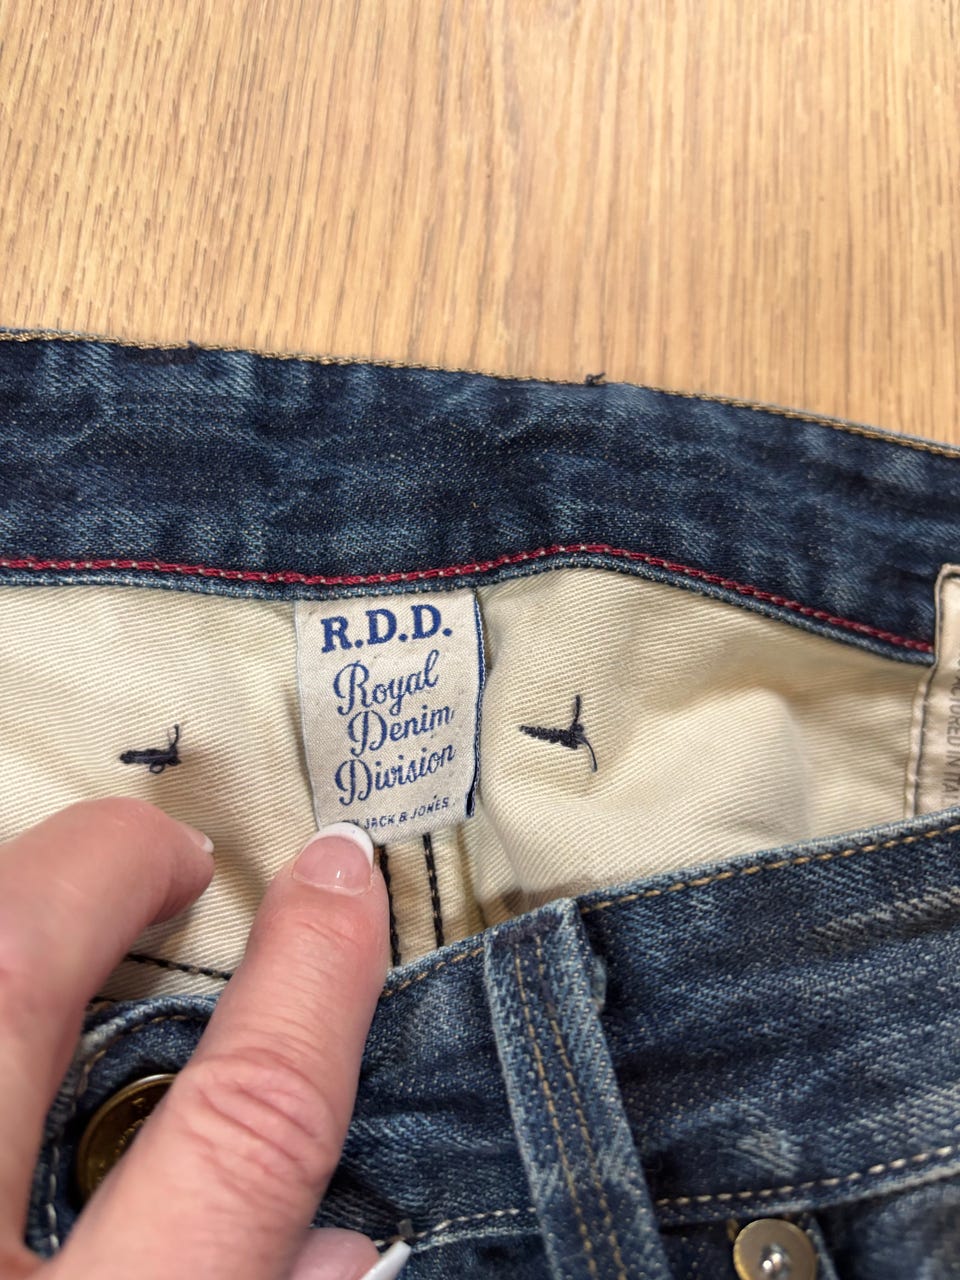 R.D.D.
Royal
Denim
Division
JACK & JONES